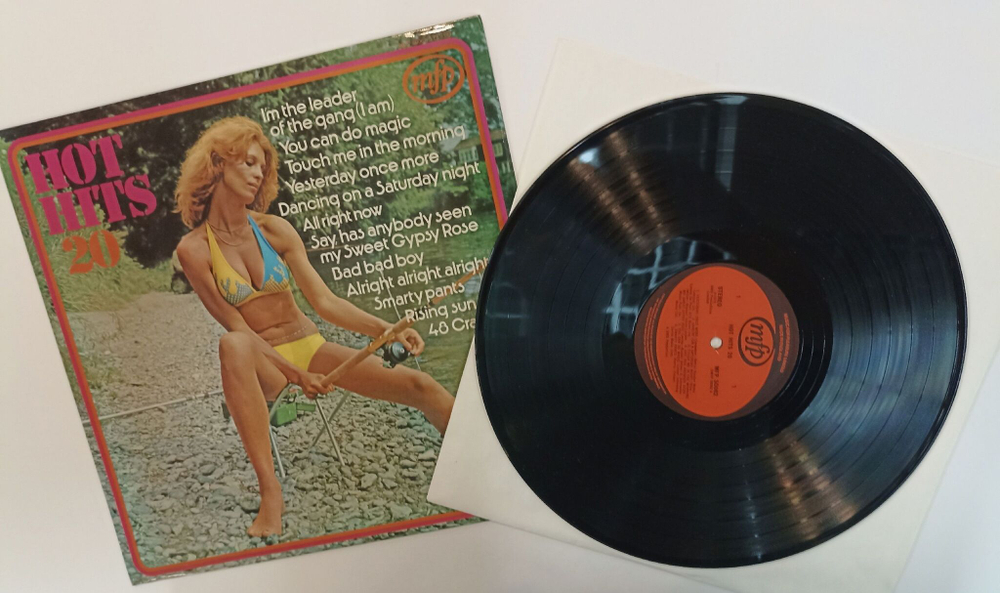 HOT
HITS
20
mfp
I'm the leader
of the gang (I am)
You can do magic
Touch me in the morning
Yesterday once more
Dancing on a Saturday night
All right now
Say, has anybody seen
my Sweet Gypsy Rose
Bad bad boy
Alright alright alright
Smarty pants
Rising sun
48 Cra
mfp
STEREO
HOT HITS 20